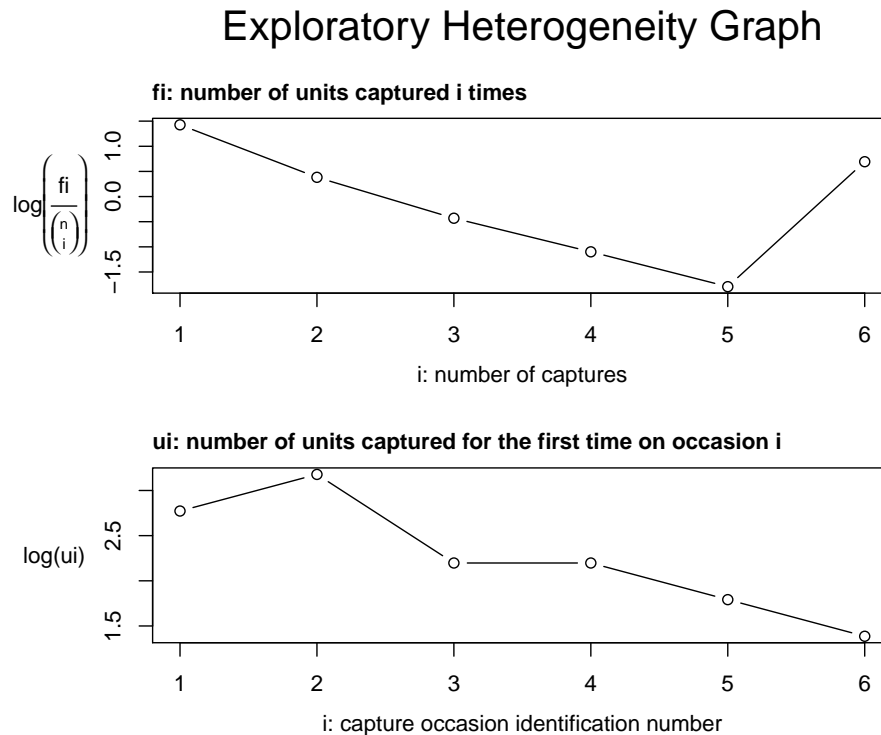 Exploratory Heterogeneity Graph
fi: number of units captured i times
log(fi/(n i))
1.0
0.0
−1.5
1 2 3 4 5 6
i: number of captures
ui: number of units captured for the first time on occasion i
log(ui)
2.5
1.5
1 2 3 4 5 6
i: capture occasion identification number